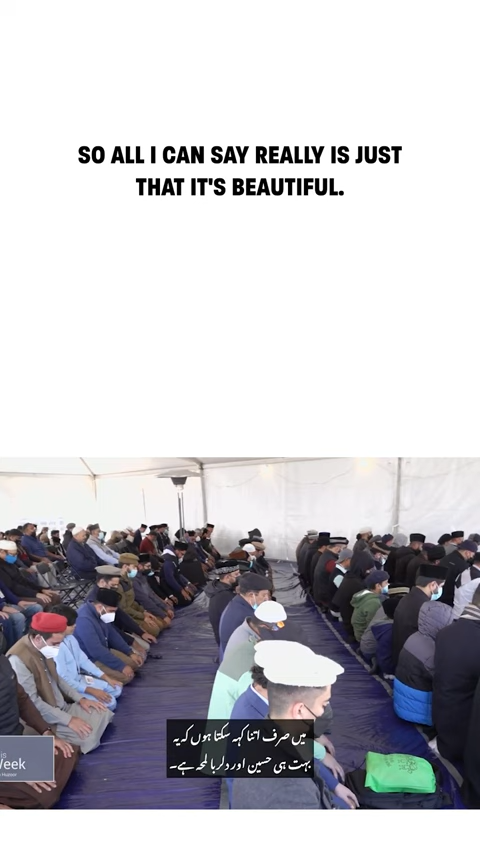 SO ALL I CAN SAY REALLY IS JUST
THAT IT'S BEAUTIFUL.
میں صرف اتنا کہہ سکتا ہوں کہ یہ
بہت ہی حسین اور دلربا لمحہ ہے۔
IS
Week